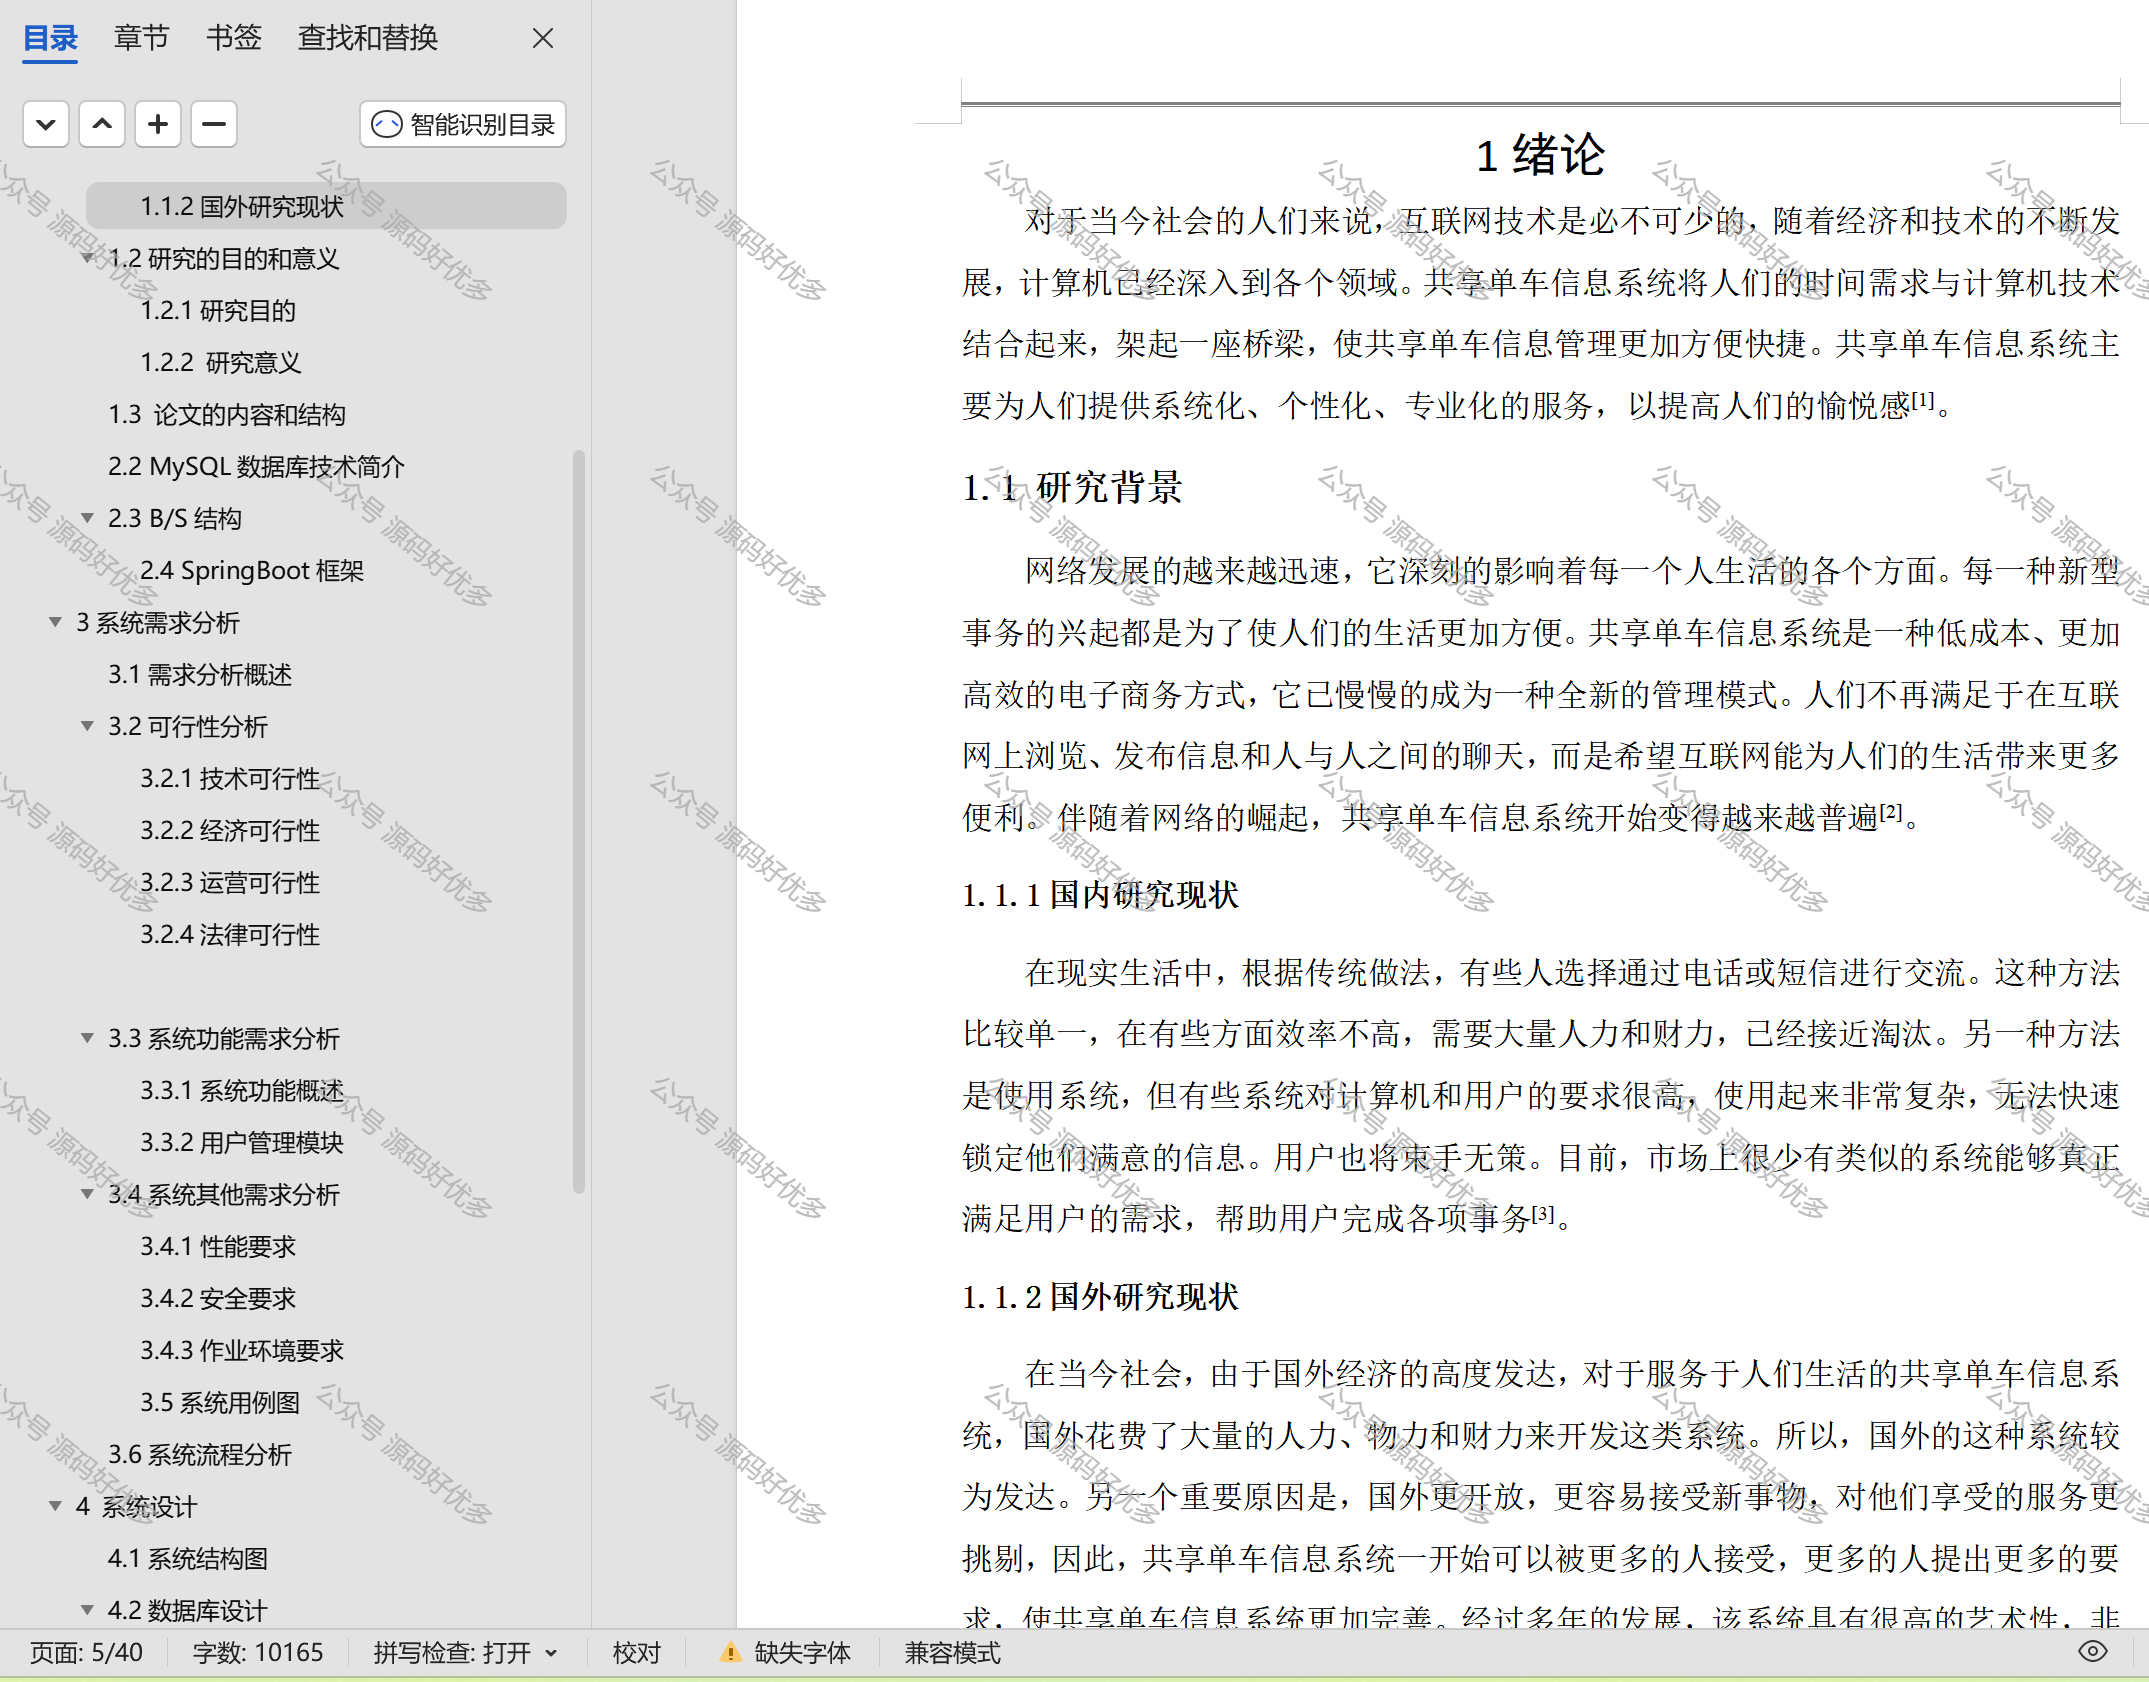 目录 章节 书签 查找和替换
智能识别目录
1.1.2 国外研究现状
1.2 研究的目的和意义
1.2.1 研究目的
1.2.2 研究意义
1.3 论文的内容和结构
2.2 MySQL 数据库技术简介
2.3 B/S 结构
2.4 SpringBoot 框架
3 系统需求分析
3.1 需求分析概述
3.2 可行性分析
3.2.1 技术可行性
3.2.2 经济可行性
3.2.3 运营可行性
3.2.4 法律可行性
3.3 系统功能需求分析
3.3.1 系统功能概述
3.3.2 用户管理模块
3.4 系统其他需求分析
3.4.1 性能要求
3.4.2 安全要求
3.4.3 作业环境要求
3.5 系统用例图
3.6 系统流程分析
4 系统设计
4.1 系统结构图
4.2 数据库设计
1 绪论
对于当今社会的人们来说，互联网技术是必不可少的，随着经济和技术的不断发
展，计算机已经深入到各个领域。共享单车信息系统将人们的时间需求与计算机技术
结合起来，架起一座桥梁，使共享单车信息管理更加方便快捷。共享单车信息系统主
要为人们提供系统化、个性化、专业化的服务，以提高人们的愉悦感[1]。
1.1 研究背景
网络发展的越来越迅速，它深刻的影响着每一个人生活的各个方面。每一种新型
事务的兴起都是为了使人们的生活更加方便。共享单车信息系统是一种低成本、更加
高效的电子商务方式，它已慢慢的成为一种全新的管理模式。人们不再满足于在互联
网上浏览、发布信息和人与人之间的聊天，而是希望互联网能为人们的生活带来更多
便利。伴随着网络的崛起，共享单车信息系统开始变得越来越普遍[2]。
1.1.1 国内研究现状
在现实生活中，根据传统做法，有些人选择通过电话或短信进行交流。这种方法
比较单一，在有些方面效率不高，需要大量人力和财力，已经接近淘汰。另一种方法
是使用系统，但有些系统对计算机和用户的要求很高，使用起来非常复杂，无法快速
锁定他们满意的信息。用户也将束手无策。目前，市场上很少有类似的系统能够真正
满足用户的需求，帮助用户完成各项事务[3]。
1.1.2 国外研究现状
在当今社会，由于国外经济的高度发达，对于服务于人们生活的共享单车信息系
统，国外花费了大量的人力、物力和财力来开发这类系统。所以，国外的这种系统较
为发达。另一个重要原因是，国外更开放，更容易接受新事物，对他们享受的服务更
挑剔，因此，共享单车信息系统一开始可以被更多的人接受，更多的人提出更多的要
求，使共享单车信息系统更加完善。经过多年的发展，该系统具有很高的艺术性，非
页面: 5/40 字数: 10165 拼写检查: 打开 校对 缺失字体 兼容模式
公众号 源码好优多